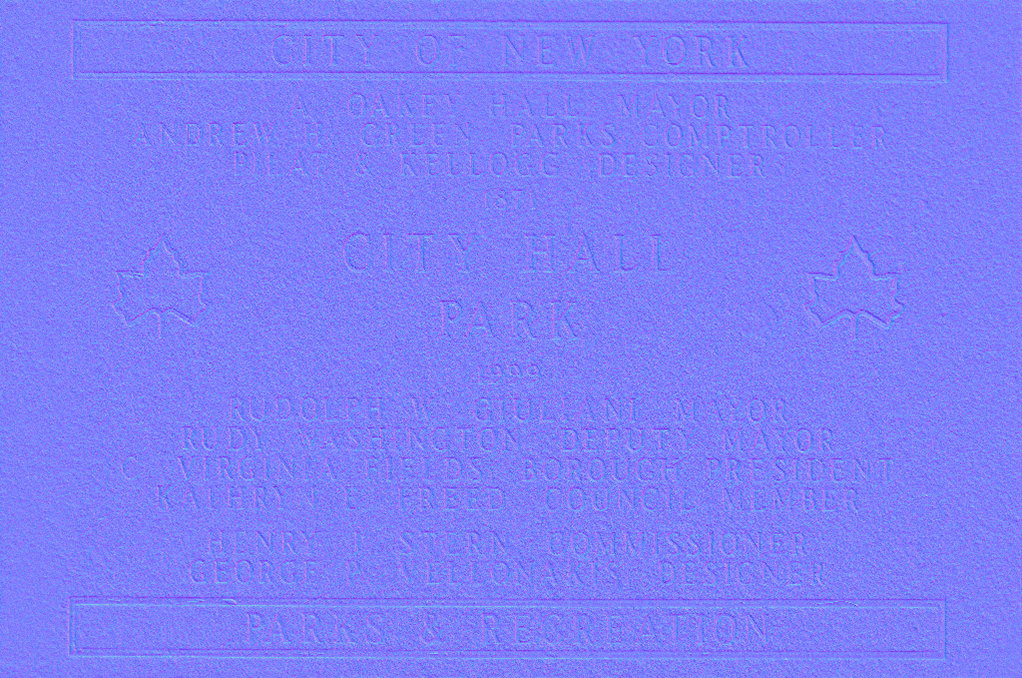 CITY OF NEW YORK
A OAKEY HALL MAYOR
ANDREW H GREEN PARKS COMPTROLLER
PILAT & KELLOGG DESIGNERS
1871
CITY HALL
PARK
1999
RUDOLPH W GIULIANI MAYOR
RUDY WASHINGTON DEPUTY MAYOR
C VIRGINIA FIELDS BOROUGH PRESIDENT
KATHRYN E FREED COUNCIL MEMBER
HENRY J STERN COMMISSIONER
GEORGE VELLONAKIS DESIGNER
PARKS & RECREATION